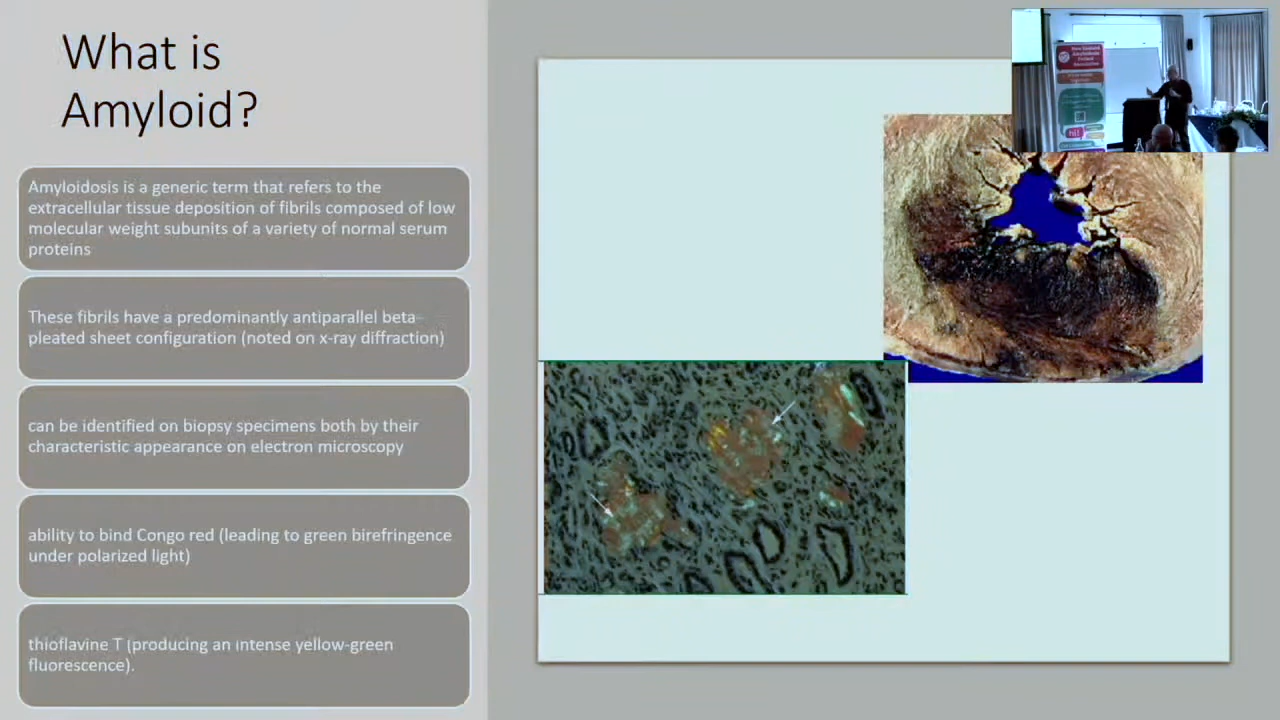 What is
Amyloid?
Amyloidosis is a generic term that refers to the
extracellular tissue deposition of fibrils composed of low
molecular weight subunits of a variety of normal serum
proteins
These fibrils have a predominantly antiparallel beta-
pleated sheet configuration (noted on x-ray diffraction)
can be identified on biopsy specimens both by their
characteristic appearance on electron microscopy
ability to bind Congo red (leading to green birefringence
under polarized light)
thioflavine T (producing an intense yellow-green
fluorescence).
New Zealand
Amyloidosis